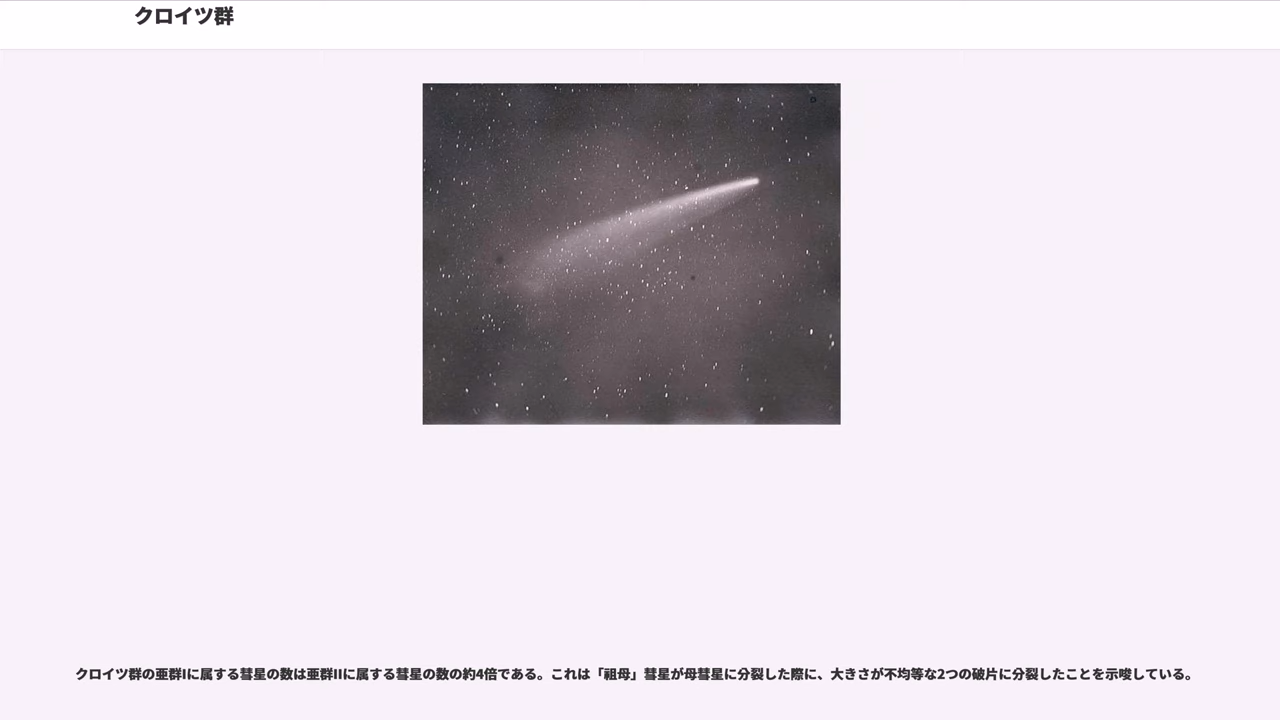 クロイツ群
クロイツ群の亜群Iに属する彗星の数は亜群IIに属する彗星の数の約4倍である。これは「祖母」彗星が母彗星に分裂した際に、大きさが不均等な2つの破片に分裂したことを示唆している。